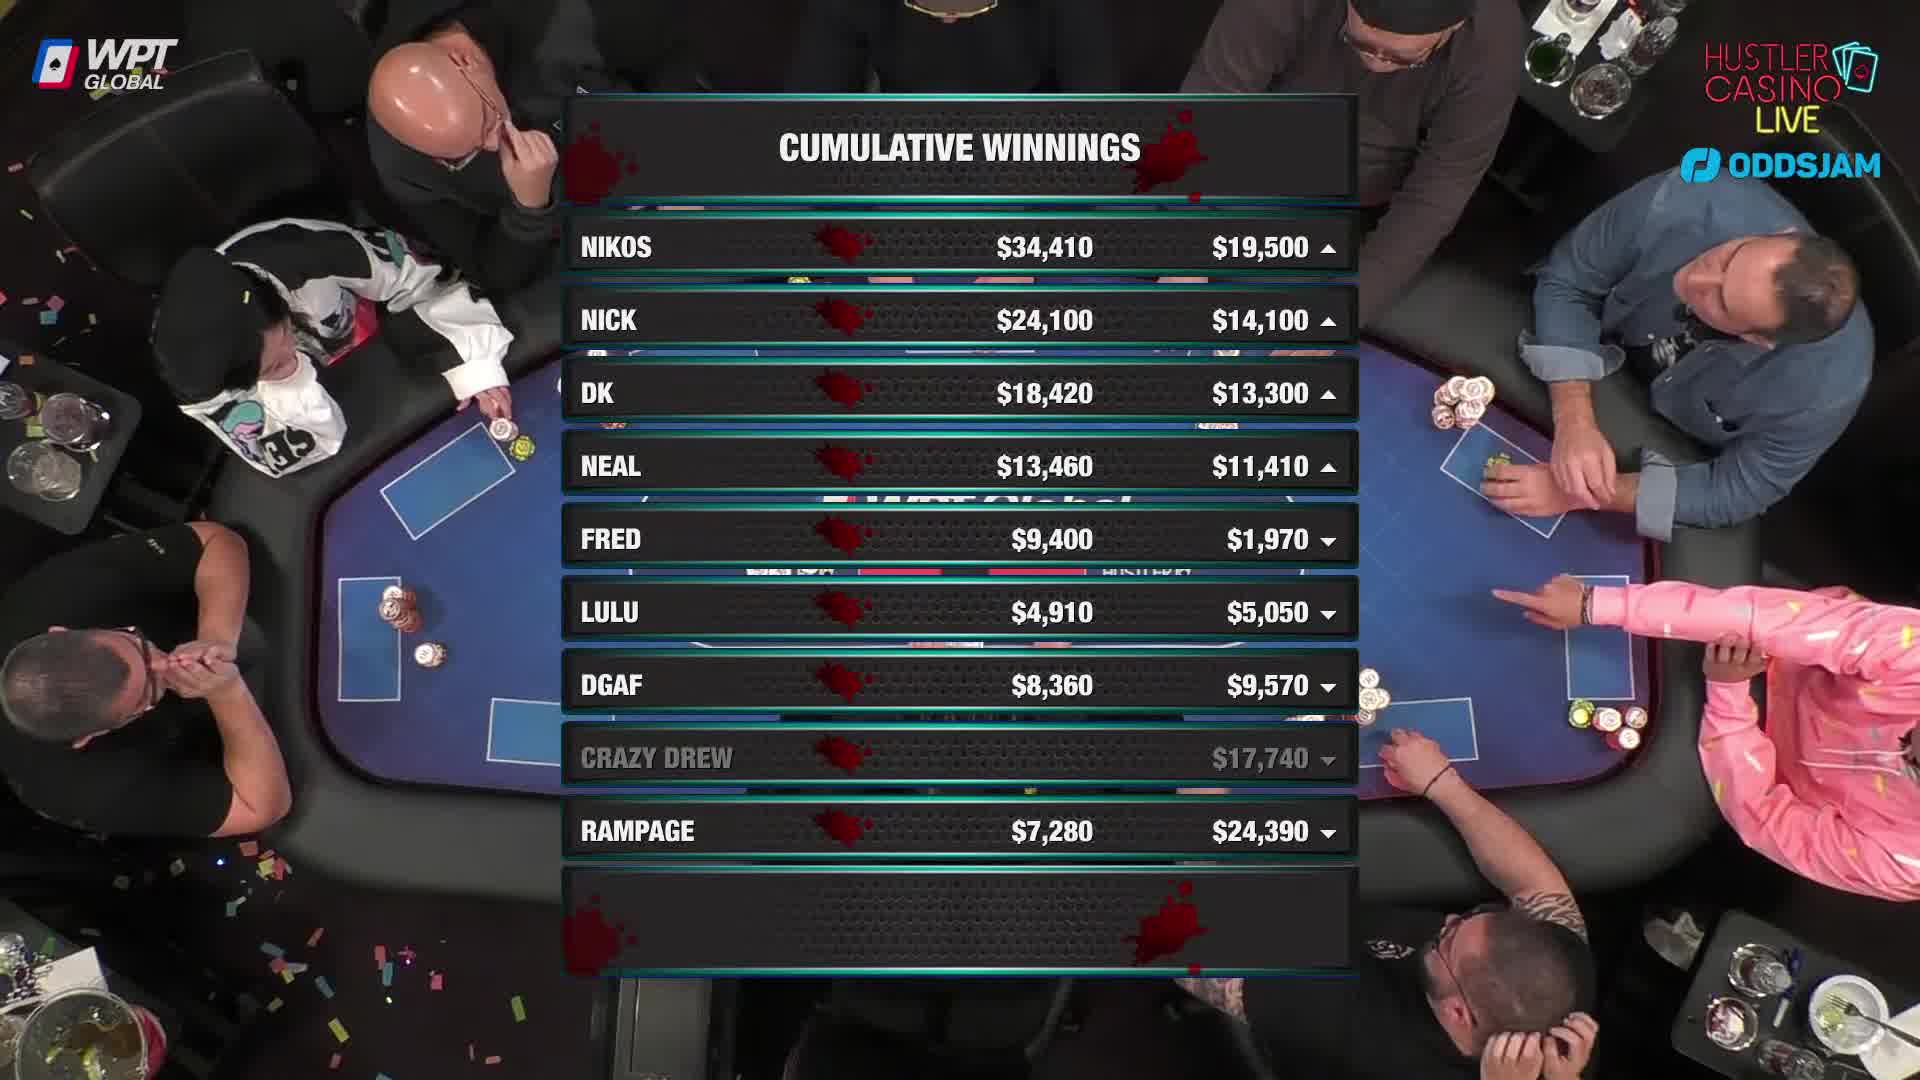 WPT
GLOBAL
HUSTLER
CASINO
LIVE
ODDSJAM
CUMULATIVE WINNINGS
NIKOS $34,410 $19,500
NICK $24,100 $14,100
DK $18,420 $13,300
NEAL $13,460 $11,410
FRED $9,400 $1,970
LULU $4,910 $5,050
DGAF $8,360 $9,570
CRAZY DREW $17,740
RAMPAGE $7,280 $24,390